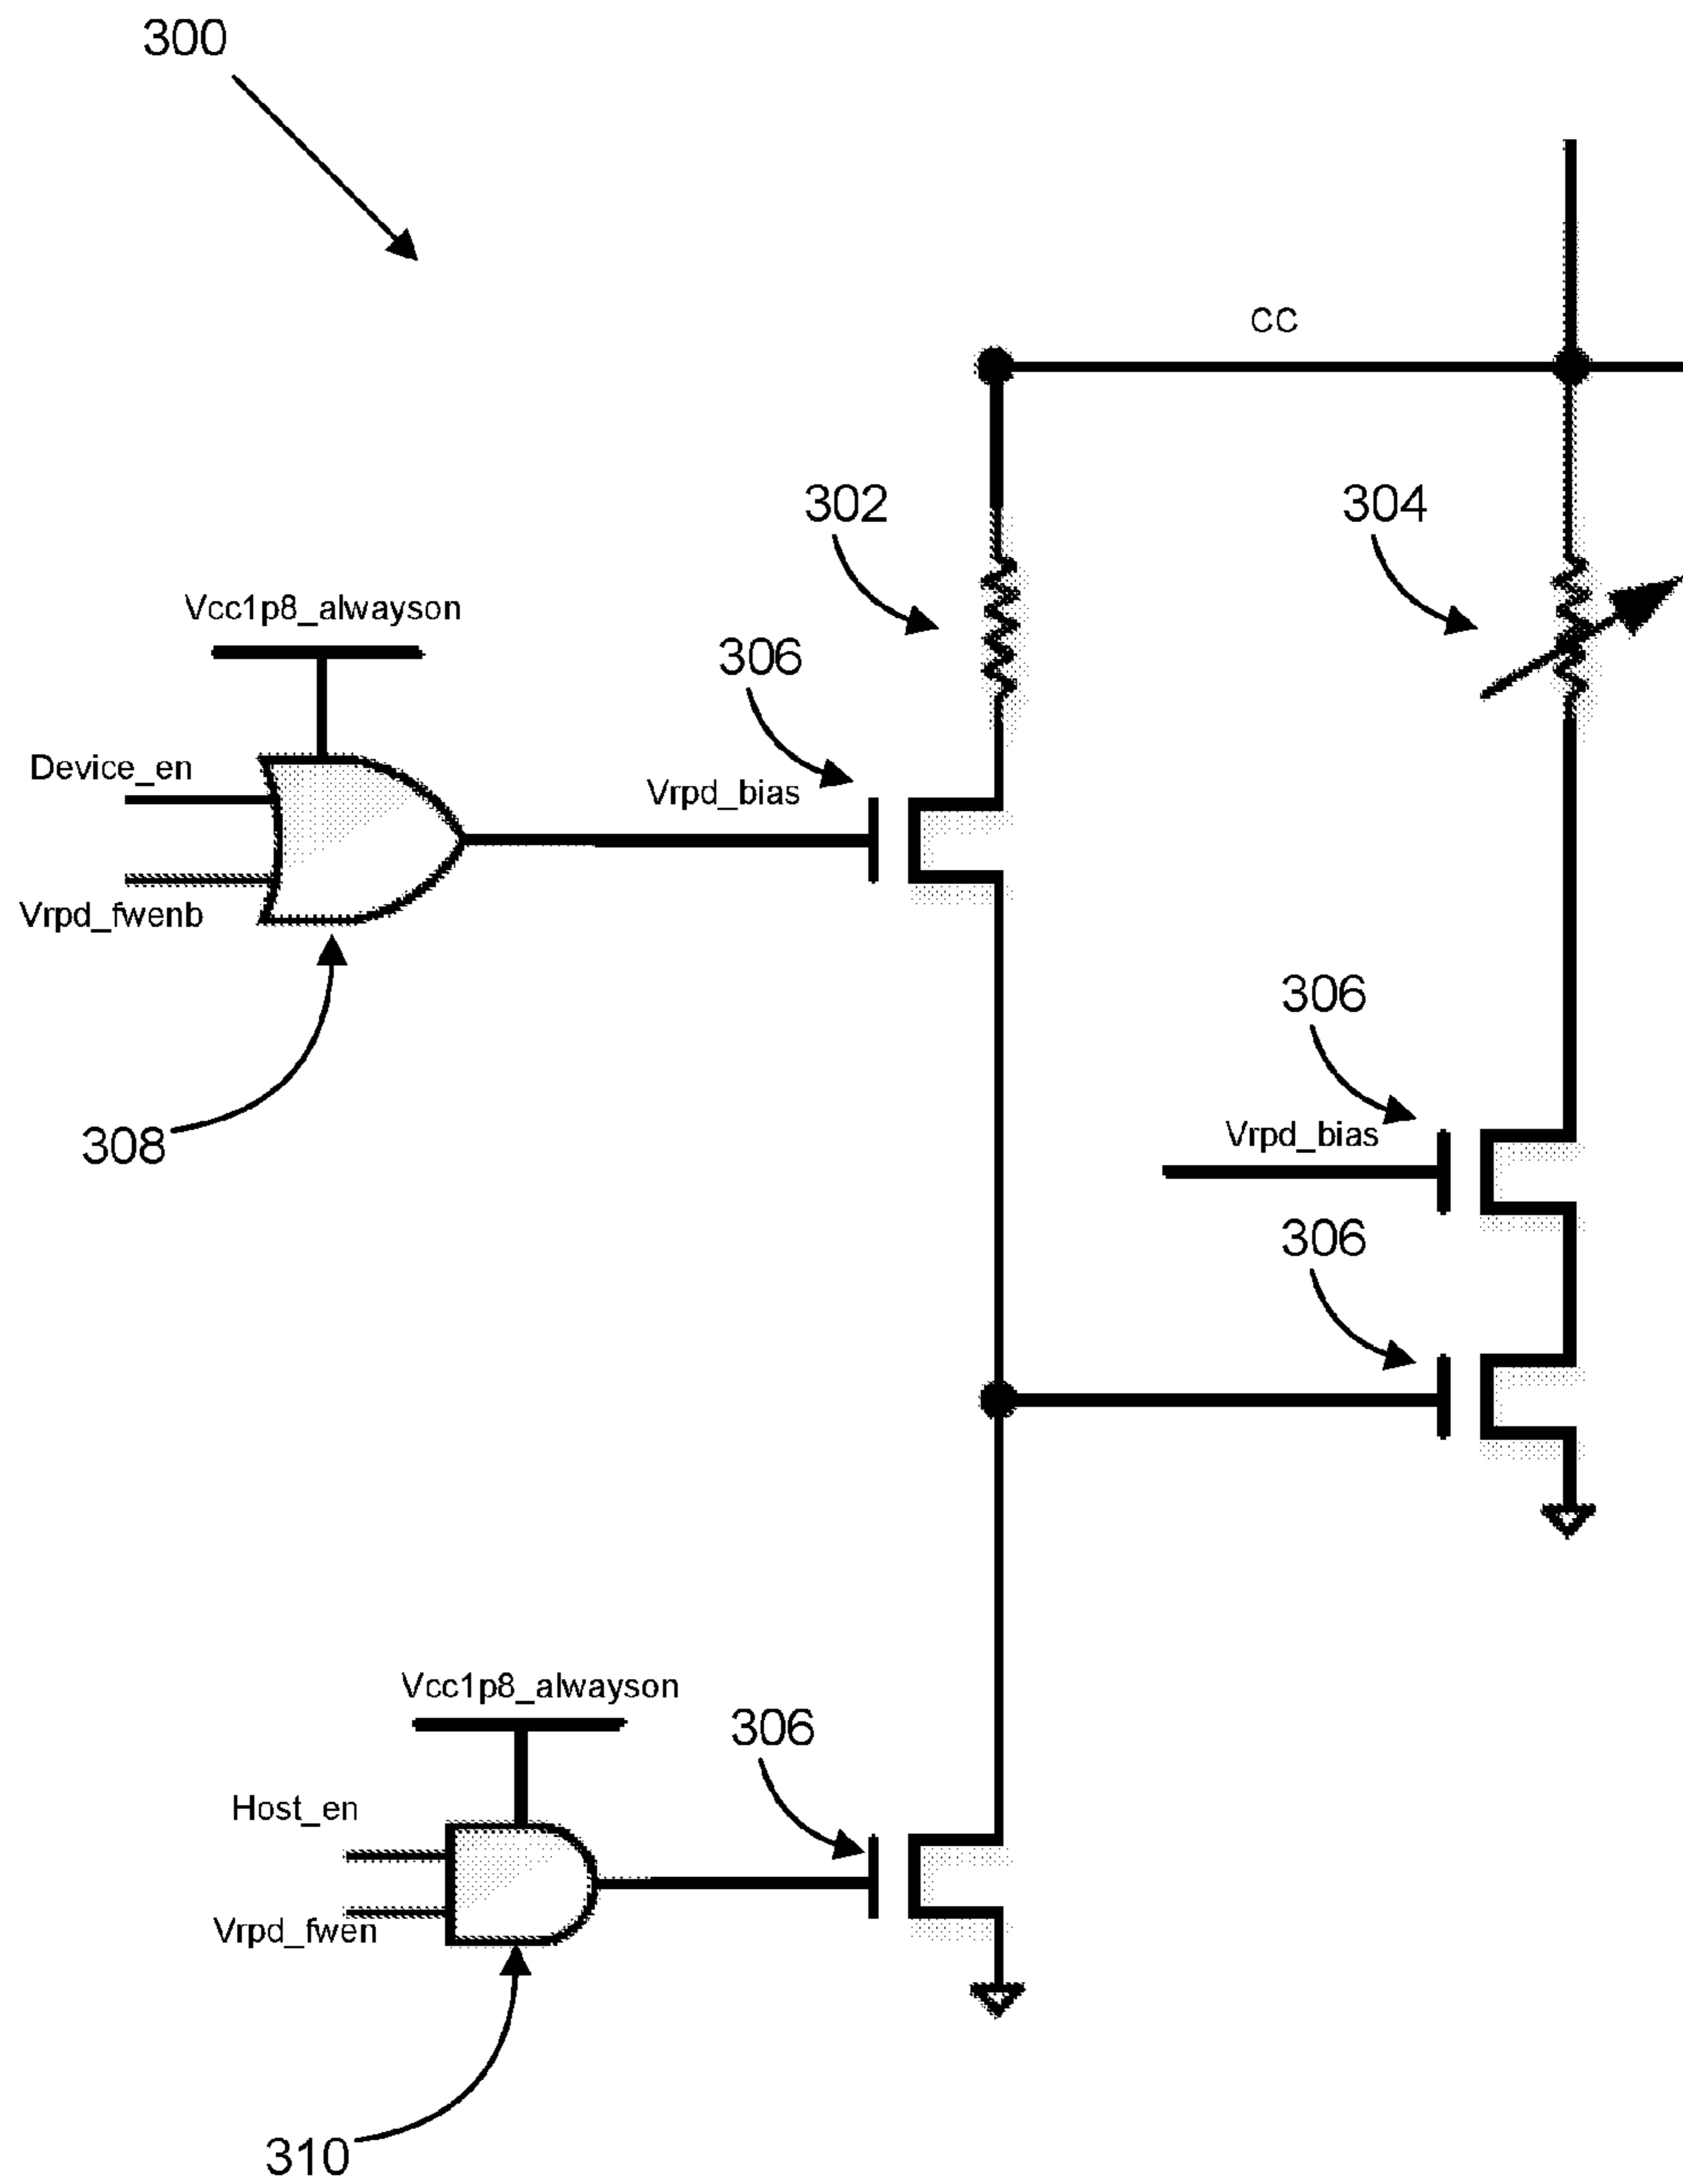 300
CC
302
304
Vcc1p8_alwayson
306
Device_en
Vrpd_bias
Vrpd_fwenb
306
308
Vrpd_bias
306
Vcc1p8_alwayson
306
Host_en
Vrpd_fwen
310